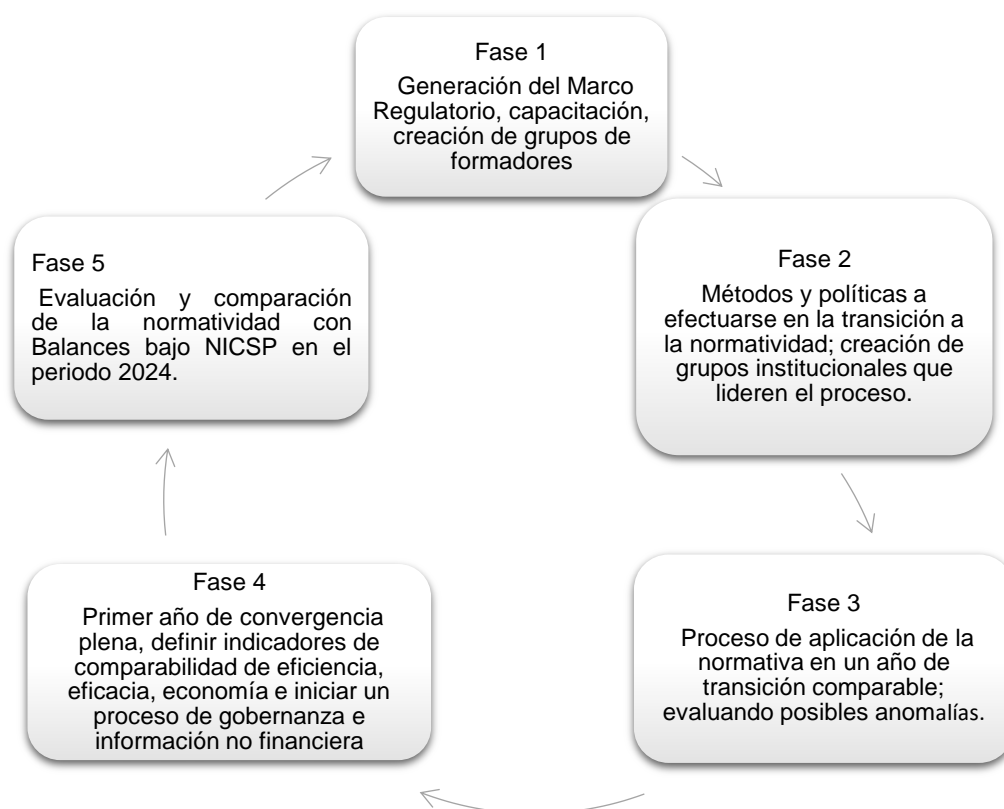 Fase 1
Generación del Marco
Regulatorio, capacitación,
creación de grupos de
formadores
Fase 2
Métodos y políticas a
efectuarse en la transición a
la normatividad; creación de
grupos institucionales que
lideren el proceso.
Fase 3
Proceso de aplicación de la
normativa en un año de
transición comparable;
evaluando posibles anomalías.
Fase 4
Primer año de convergencia
plena, definir indicadores de
comparabilidad de eficiencia,
eficacia, economía e iniciar un
proceso de gobernanza e
información no financiera
Fase 5
Evaluación y comparación
de la normatividad con
Balances bajo NICSP en el
periodo 2024.